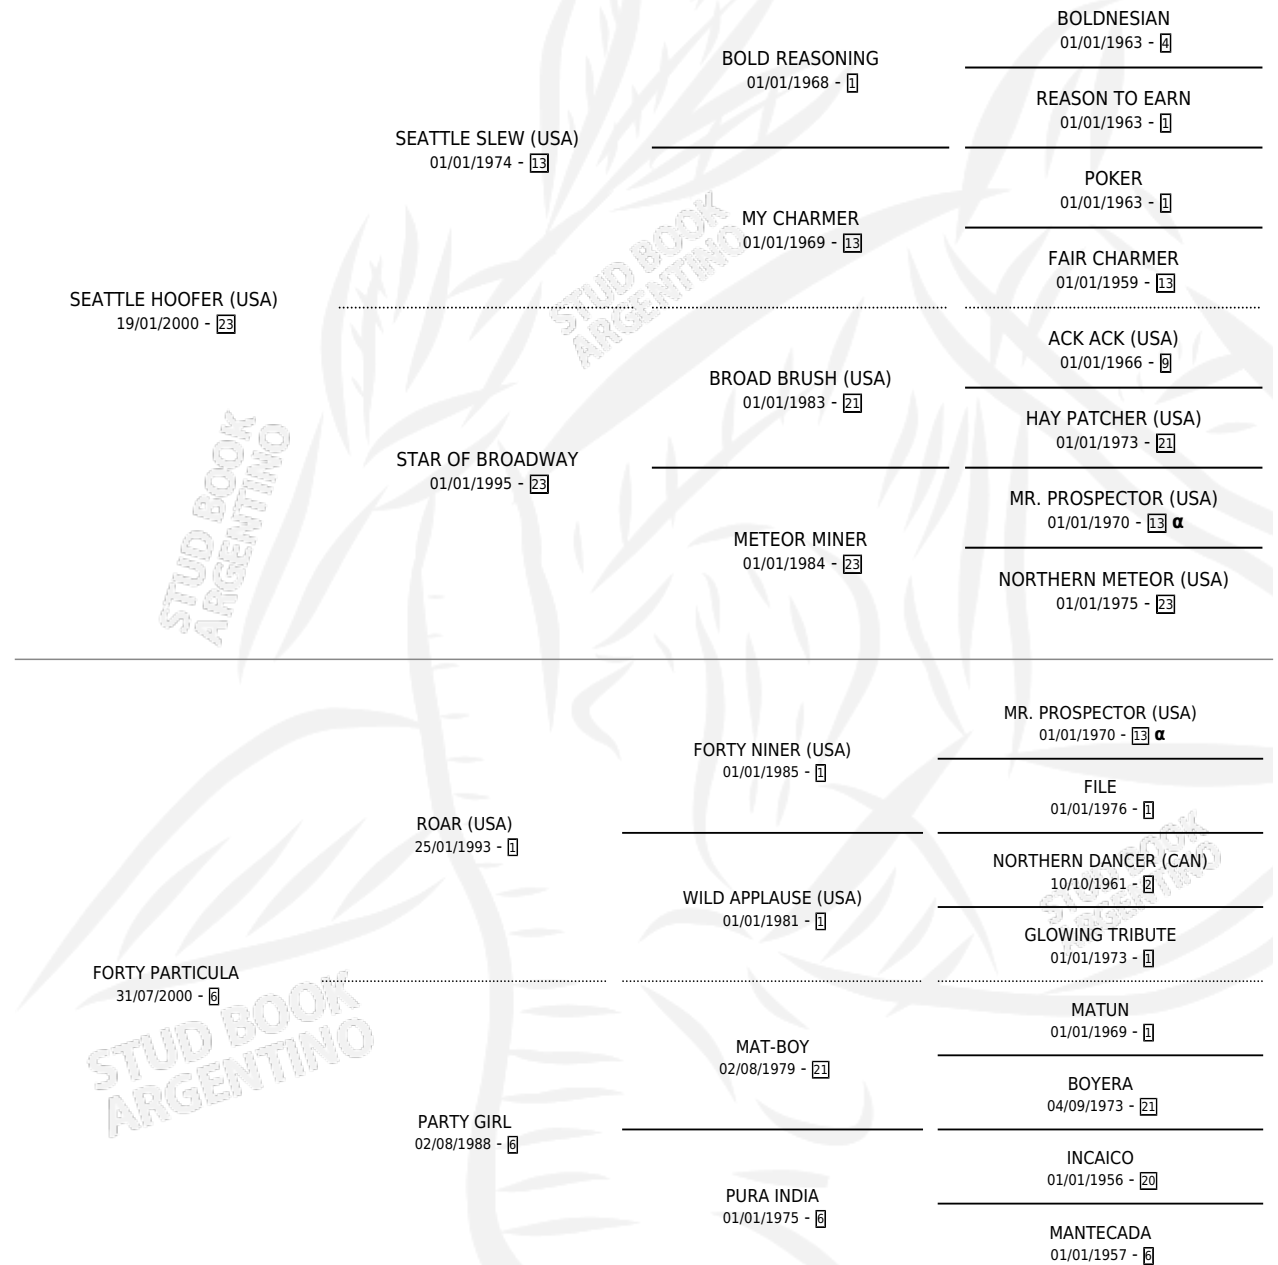 BOLDNESIAN
01/01/1963 - 4
BOLD REASONING
01/01/1968 - 1
REASON TO EARN
01/01/1963 - 1
SEATTLE SLEW (USA)
01/01/1974 - 13
POKER
01/01/1963 - 1
MY CHARMER
01/01/1969 - 13
FAIR CHARMER
01/01/1959 - 13
SEATTLE HOOFER (USA)
19/01/2000 - 23
ACK ACK (USA)
01/01/1966 - 9
BROAD BRUSH (USA)
01/01/1983 - 21
HAY PATCHER (USA)
01/01/1973 - 21
STAR OF BROADWAY
01/01/1995 - 23
MR. PROSPECTOR (USA)
01/01/1970 - 13 α
METEOR MINER
01/01/1984 - 23
NORTHERN METEOR (USA)
01/01/1975 - 23
MR. PROSPECTOR (USA)
01/01/1970 - 13 α
FORTY NINER (USA)
01/01/1985 - 1
FILE
01/01/1976 - 1
ROAR (USA)
25/01/1993 - 1
NORTHERN DANCER (CAN)
10/10/1961 - 2
WILD APPLAUSE (USA)
01/01/1981 - 1
GLOWING TRIBUTE
01/01/1973 - 1
FORTY PARTICULA
31/07/2000 - 6
MATUN
01/01/1969 - 1
MAT-BOY
02/08/1979 - 21
BOYERA
04/09/1973 - 21
PARTY GIRL
02/08/1988 - 6
INCAICO
01/01/1956 - 20
PURA INDIA
01/01/1975 - 6
MANTECADA
01/01/1957 - 6
STUD BOOK
ARGENTINO
STUD BOOK
ARGENTINO
STUD BOOK
ARGENTINO
STUD BOOK
ARGENTINO